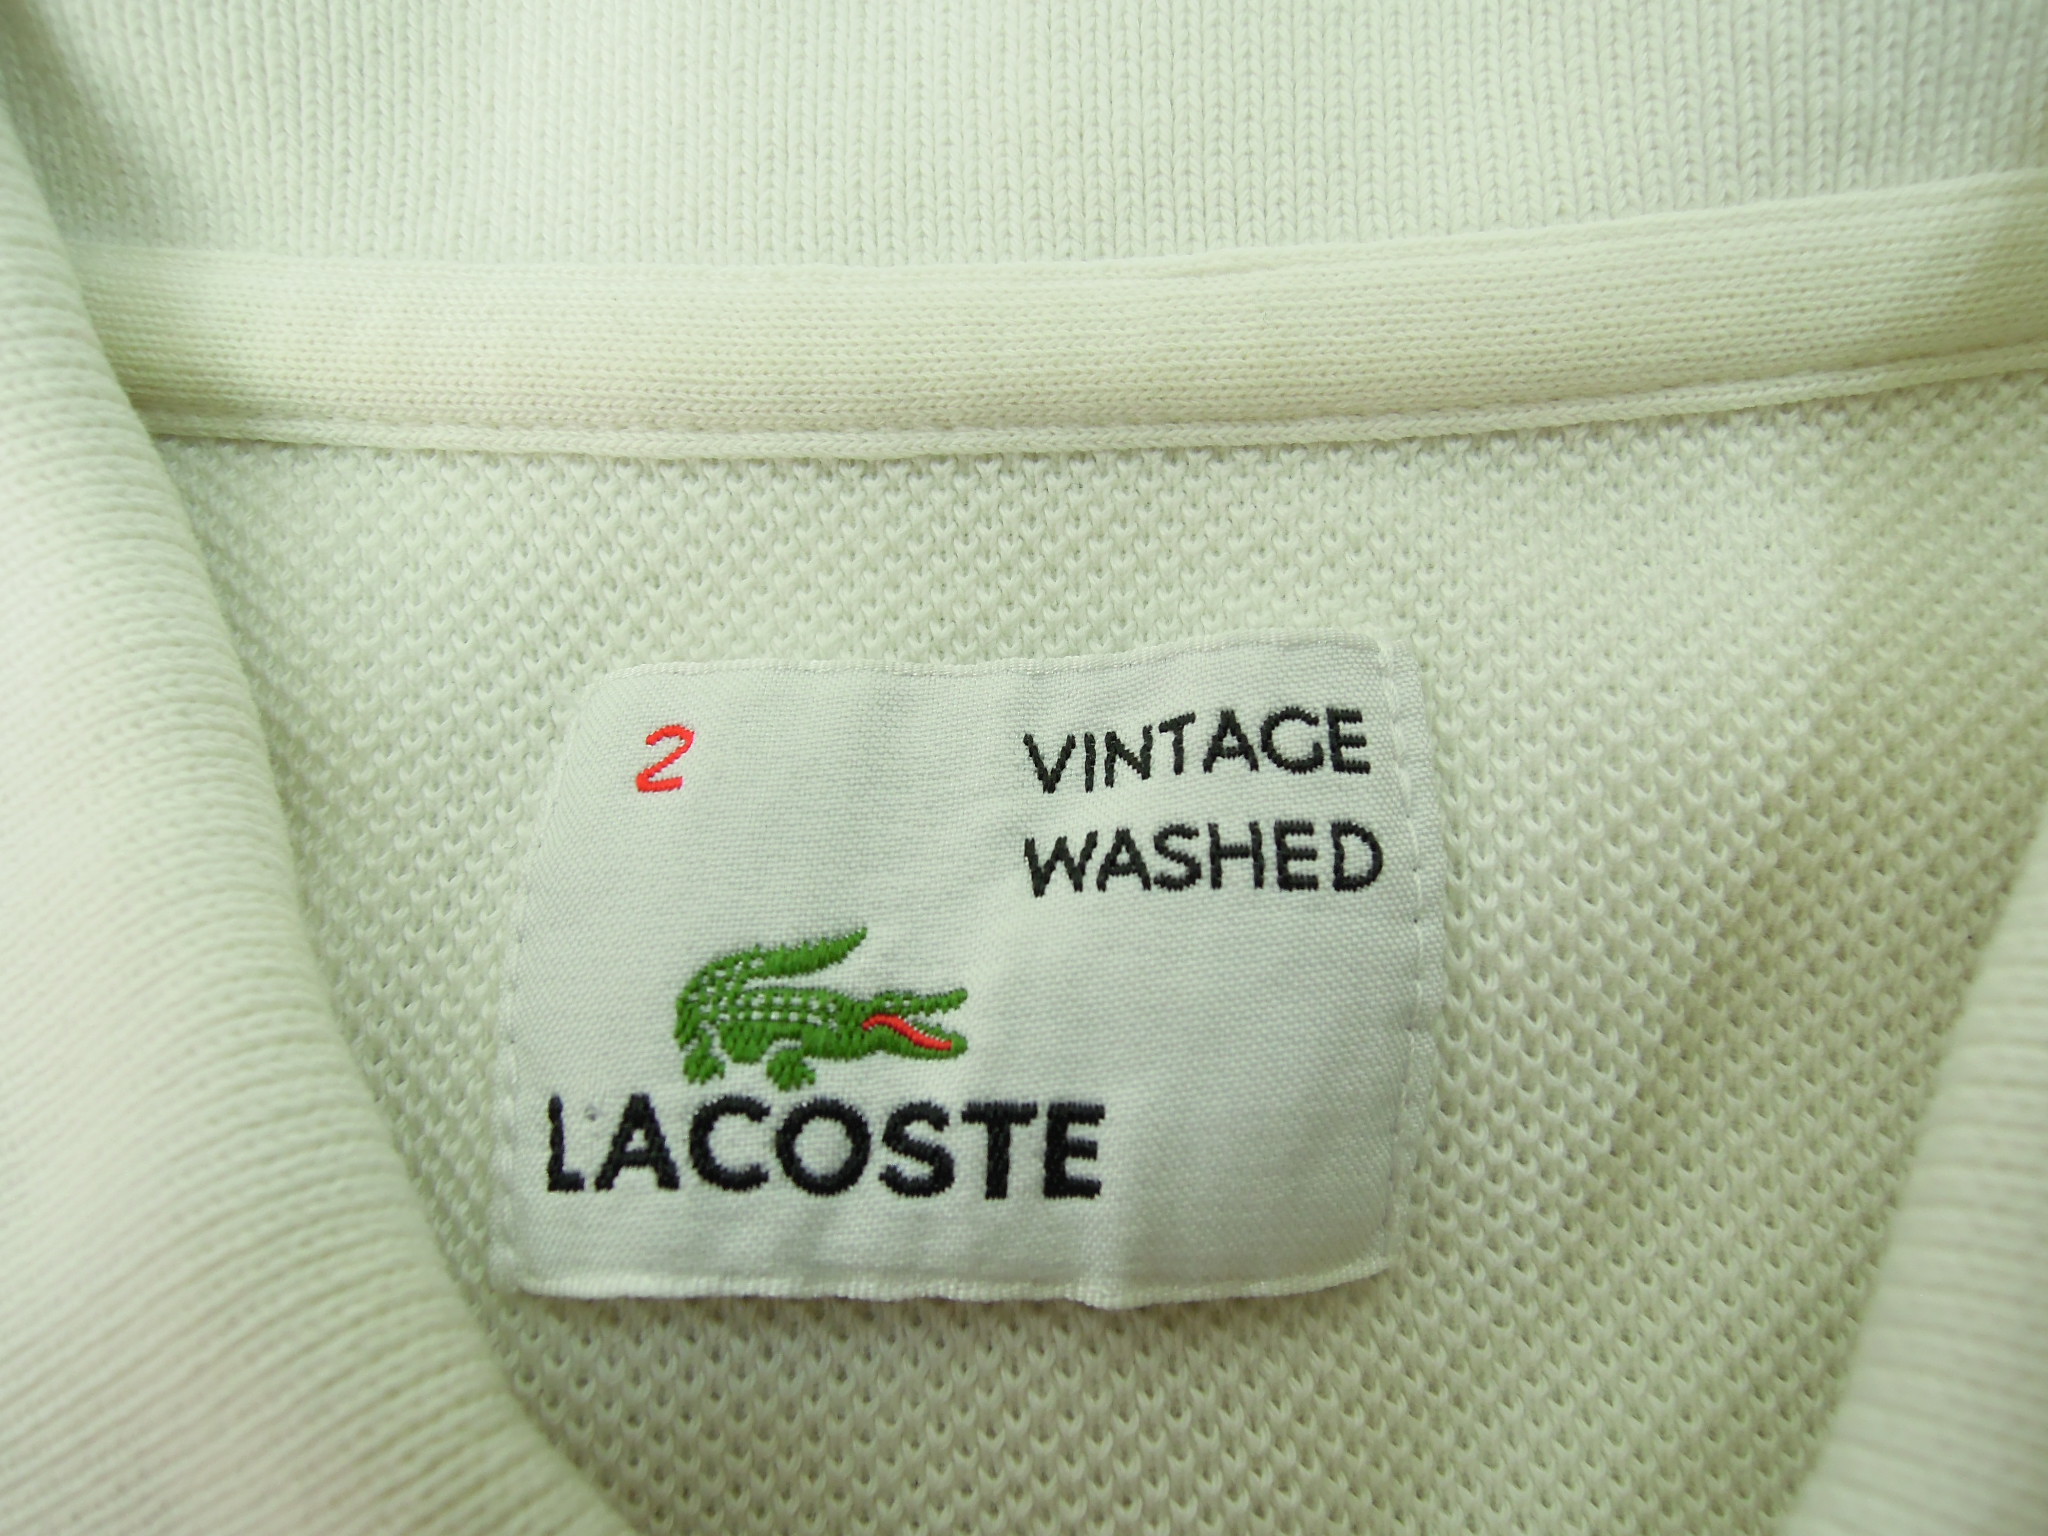 2
VINTAGE
WASHED
LACOSTE